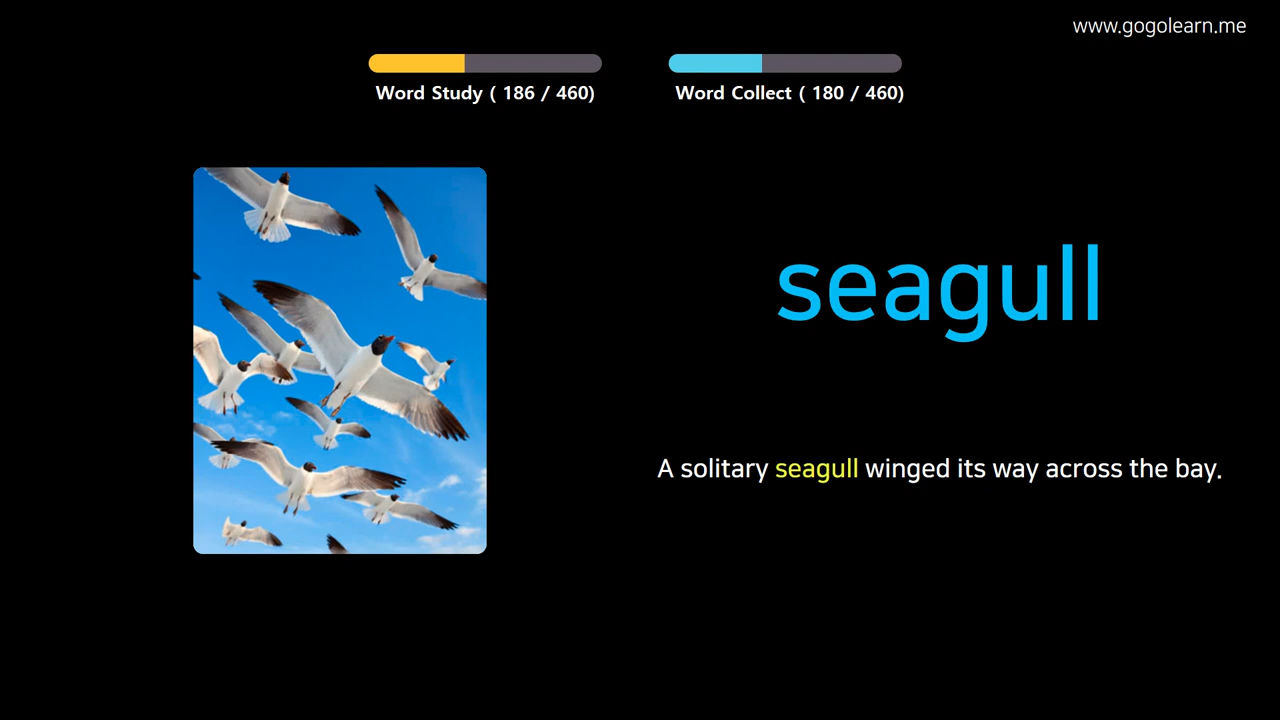 www.gogolearn.me
Word Study ( 186 / 460)
Word Collect ( 180 / 460)
seagull
A solitary seagull winged its way across the bay.